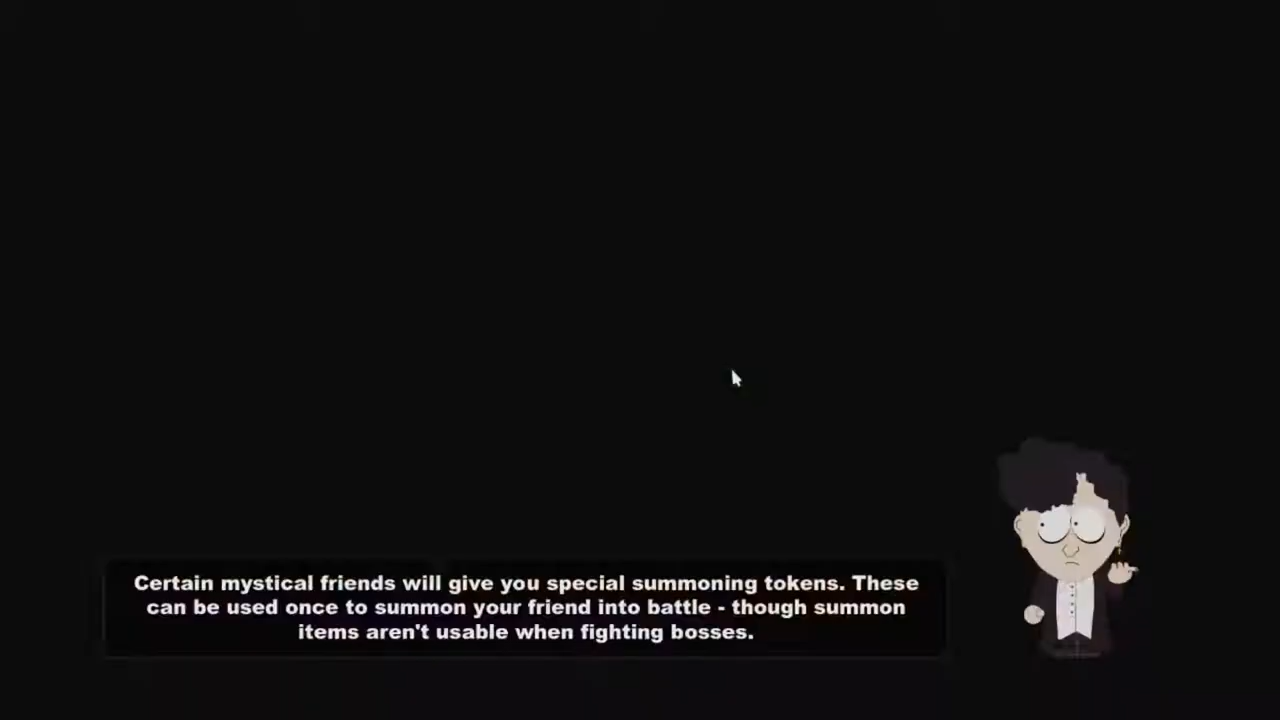 Certain mystical friends will give you special summoning tokens. These
can be used once to summon your friend into battle - though summon
items aren't usable when fighting bosses.